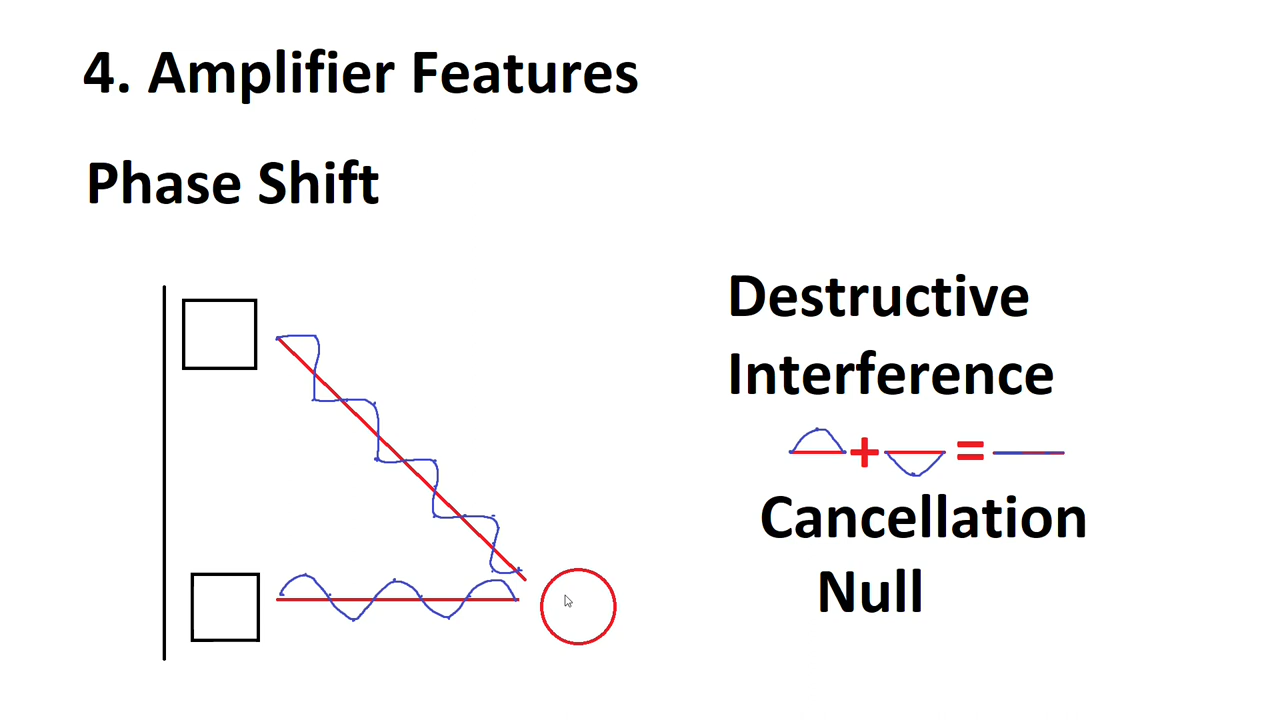 4. Amplifier Features
Phase Shift
Destructive
Interference
+ =
Cancellation
Null